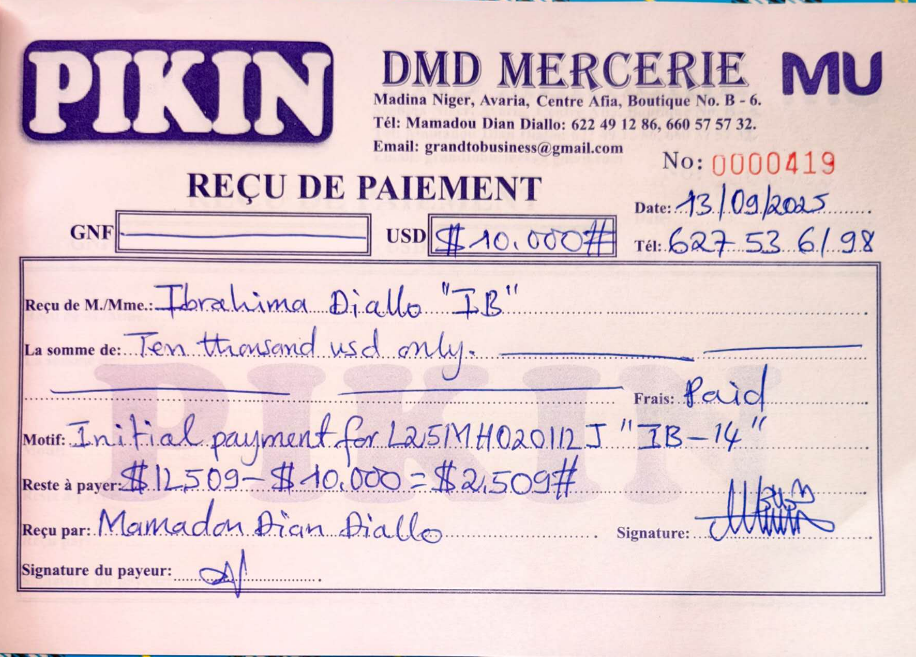 PIKIN
DMD MERCERIE
MU
Madina Niger, Avaria, Centre Afia, Boutique No. B - 6.
Tél: Mamadou Dian Diallo: 622 49 12 86, 660 57 57 32.
Email: grandtobusiness@gmail.com
No: 0000419
REÇU DE PAIEMENT
Date: 13/09/2025
GNF
USD $10.000#
Tél: 627 53 61 98
Reçu de M./Mme.: Ibrahima Diallo "IB"
La somme de: Ten thousand usd only.
Frais: Paid
Motif: Initial payment for L251MH020112J "IB-14"
Reste à payer: $12,509-$10.000=$2,509#
Reçu par: Mamadou Dian Diallo
Signature:
Signature du payeur:
PIKIN